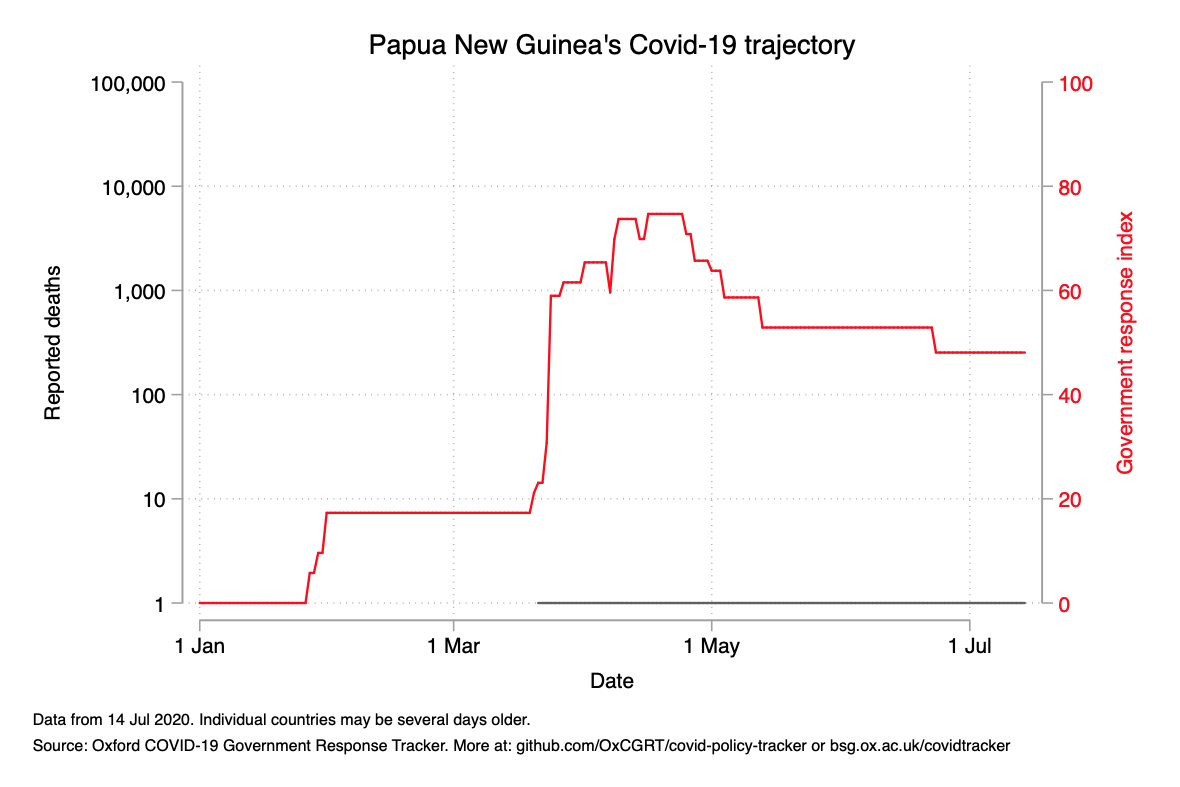 Papua New Guinea's Covid-19 trajectory
100,000
10,000
1,000
100
10
1
Reported deaths
100
80
60
40
20
0
Government response index
1 Jan
1 Mar
1 May
1 Jul
Date
Data from 14 Jul 2020. Individual countries may be several days older.
Source: Oxford COVID-19 Government Response Tracker. More at: github.com/OxCGRT/covid-policy-tracker or bsg.ox.ac.uk/covidtracker